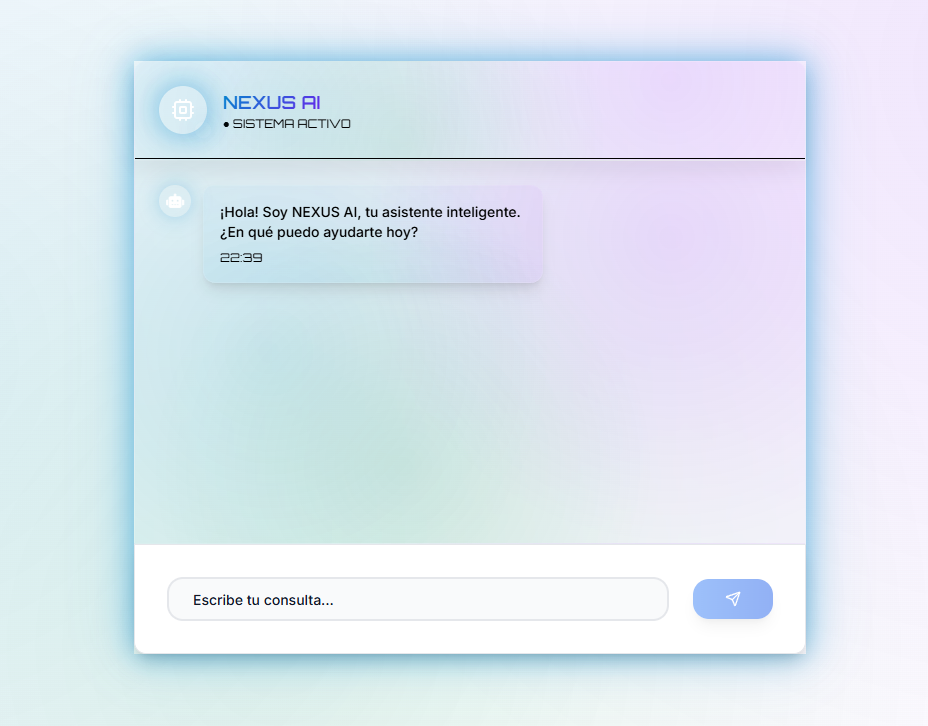 NEXUS AI
● SISTEMA ACTIVO
¡Hola! Soy NEXUS AI, tu asistente inteligente.
¿En qué puedo ayudarte hoy?
22:39
Escribe tu consulta...